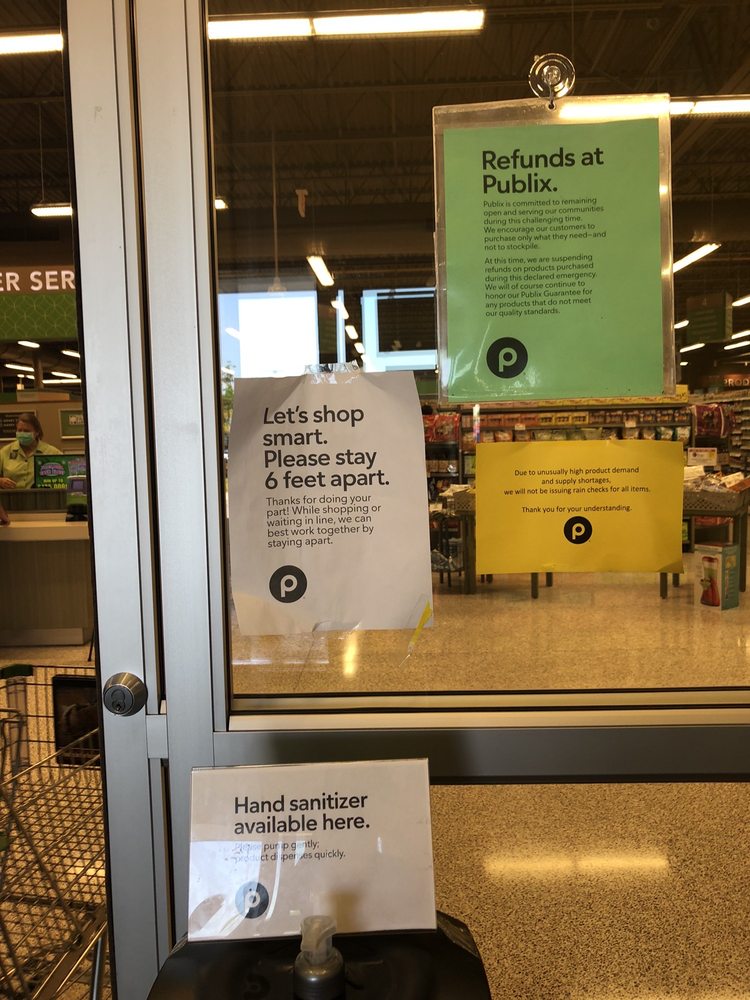 Refunds at
Publix.
Publix is committed to remaining
open and serving our communities
during this challenging time.
We encourage our customers to
purchase only what they need—and
not to stockpile.
At this time, we are suspending
refunds on products purchased
during this declared emergency.
We will of course continue to
honor our Publix Guarantee for
any products that do not meet
our quality standards.
p
ER SER
Let's shop
smart.
Please stay
6 feet apart.
Thanks for doing your
part! While shopping or
waiting in line, we can
best work together by
staying apart.
p
Due to unusually high product demand
and supply shortages,
we will not be issuing rain checks for all items.
Thank you for your understanding.
p
PROD
Hand sanitizer
available here.
Please pump gently;
product dispenses quickly.
p